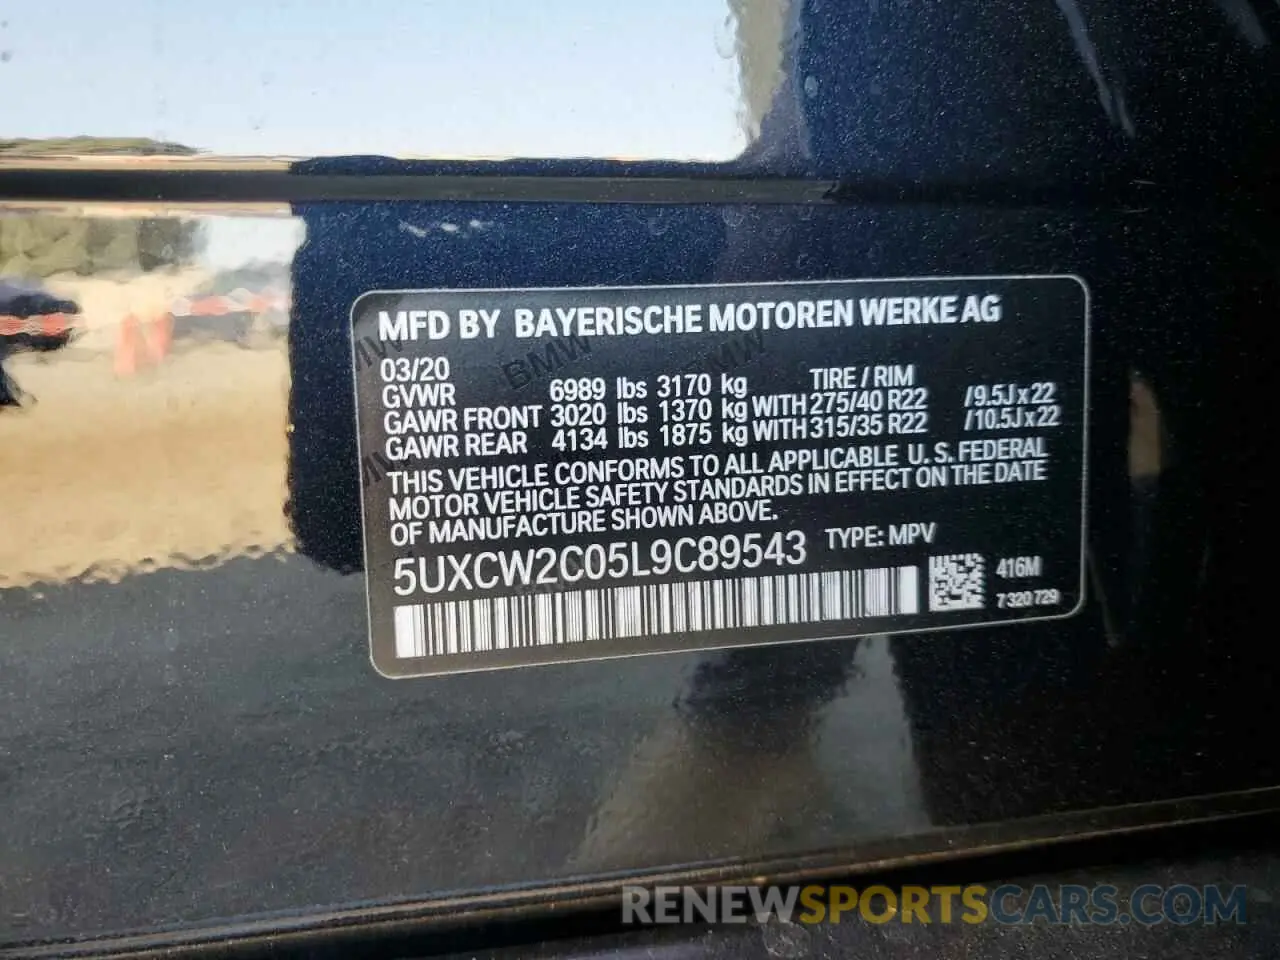 MFD BY BAYERISCHE MOTOREN WERKE AG
03/20
GVWR 6989 lbs 3170 kg TIRE / RIM
GAWR FRONT 3020 lbs 1370 kg WITH 275/40 R22 /9.5J x 22
GAWR REAR 4134 lbs 1875 kg WITH 315/35 R22 /10.5J x 22
THIS VEHICLE CONFORMS TO ALL APPLICABLE U. S. FEDERAL
MOTOR VEHICLE SAFETY STANDARDS IN EFFECT ON THE DATE
OF MANUFACTURE SHOWN ABOVE.
5UXCW2C05L9C89543 TYPE: MPV
416M
7 320 729
BMW BMW
RENEWSPORTSCARS.COM